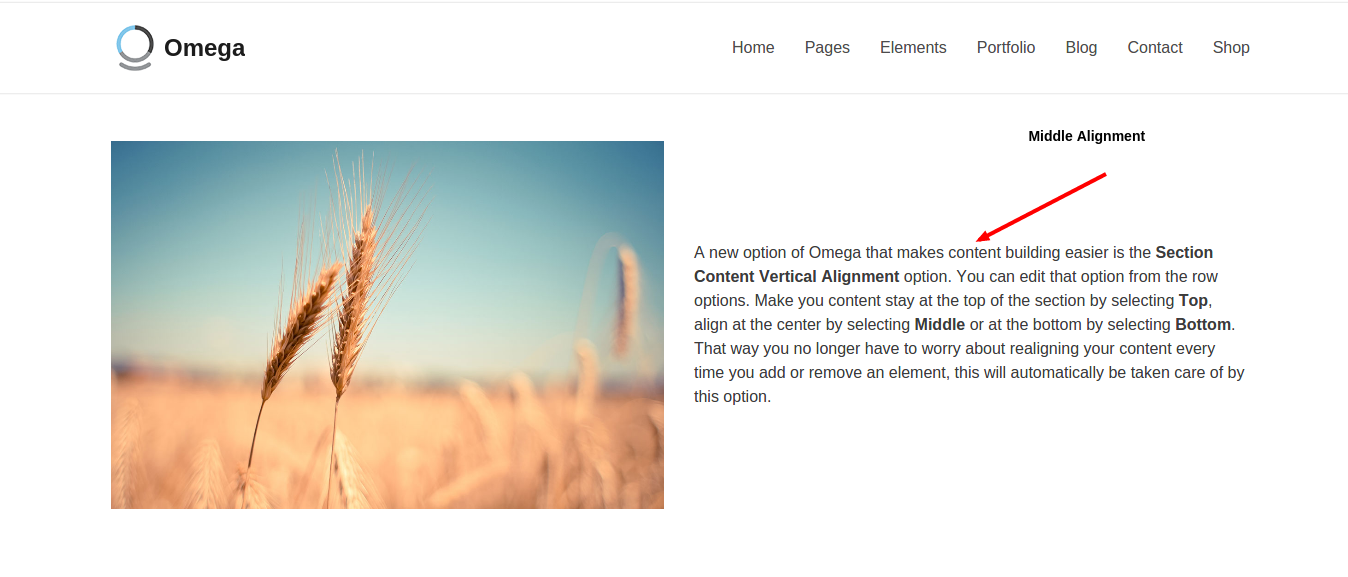 Omega
Home Pages Elements Portfolio Blog Contact Shop
Middle Alignment
A new option of Omega that makes content building easier is the Section
Content Vertical Alignment option. You can edit that option from the row
options. Make you content stay at the top of the section by selecting Top,
align at the center by selecting Middle or at the bottom by selecting Bottom.
That way you no longer have to worry about realigning your content every
time you add or remove an element, this will automatically be taken care of by
this option.